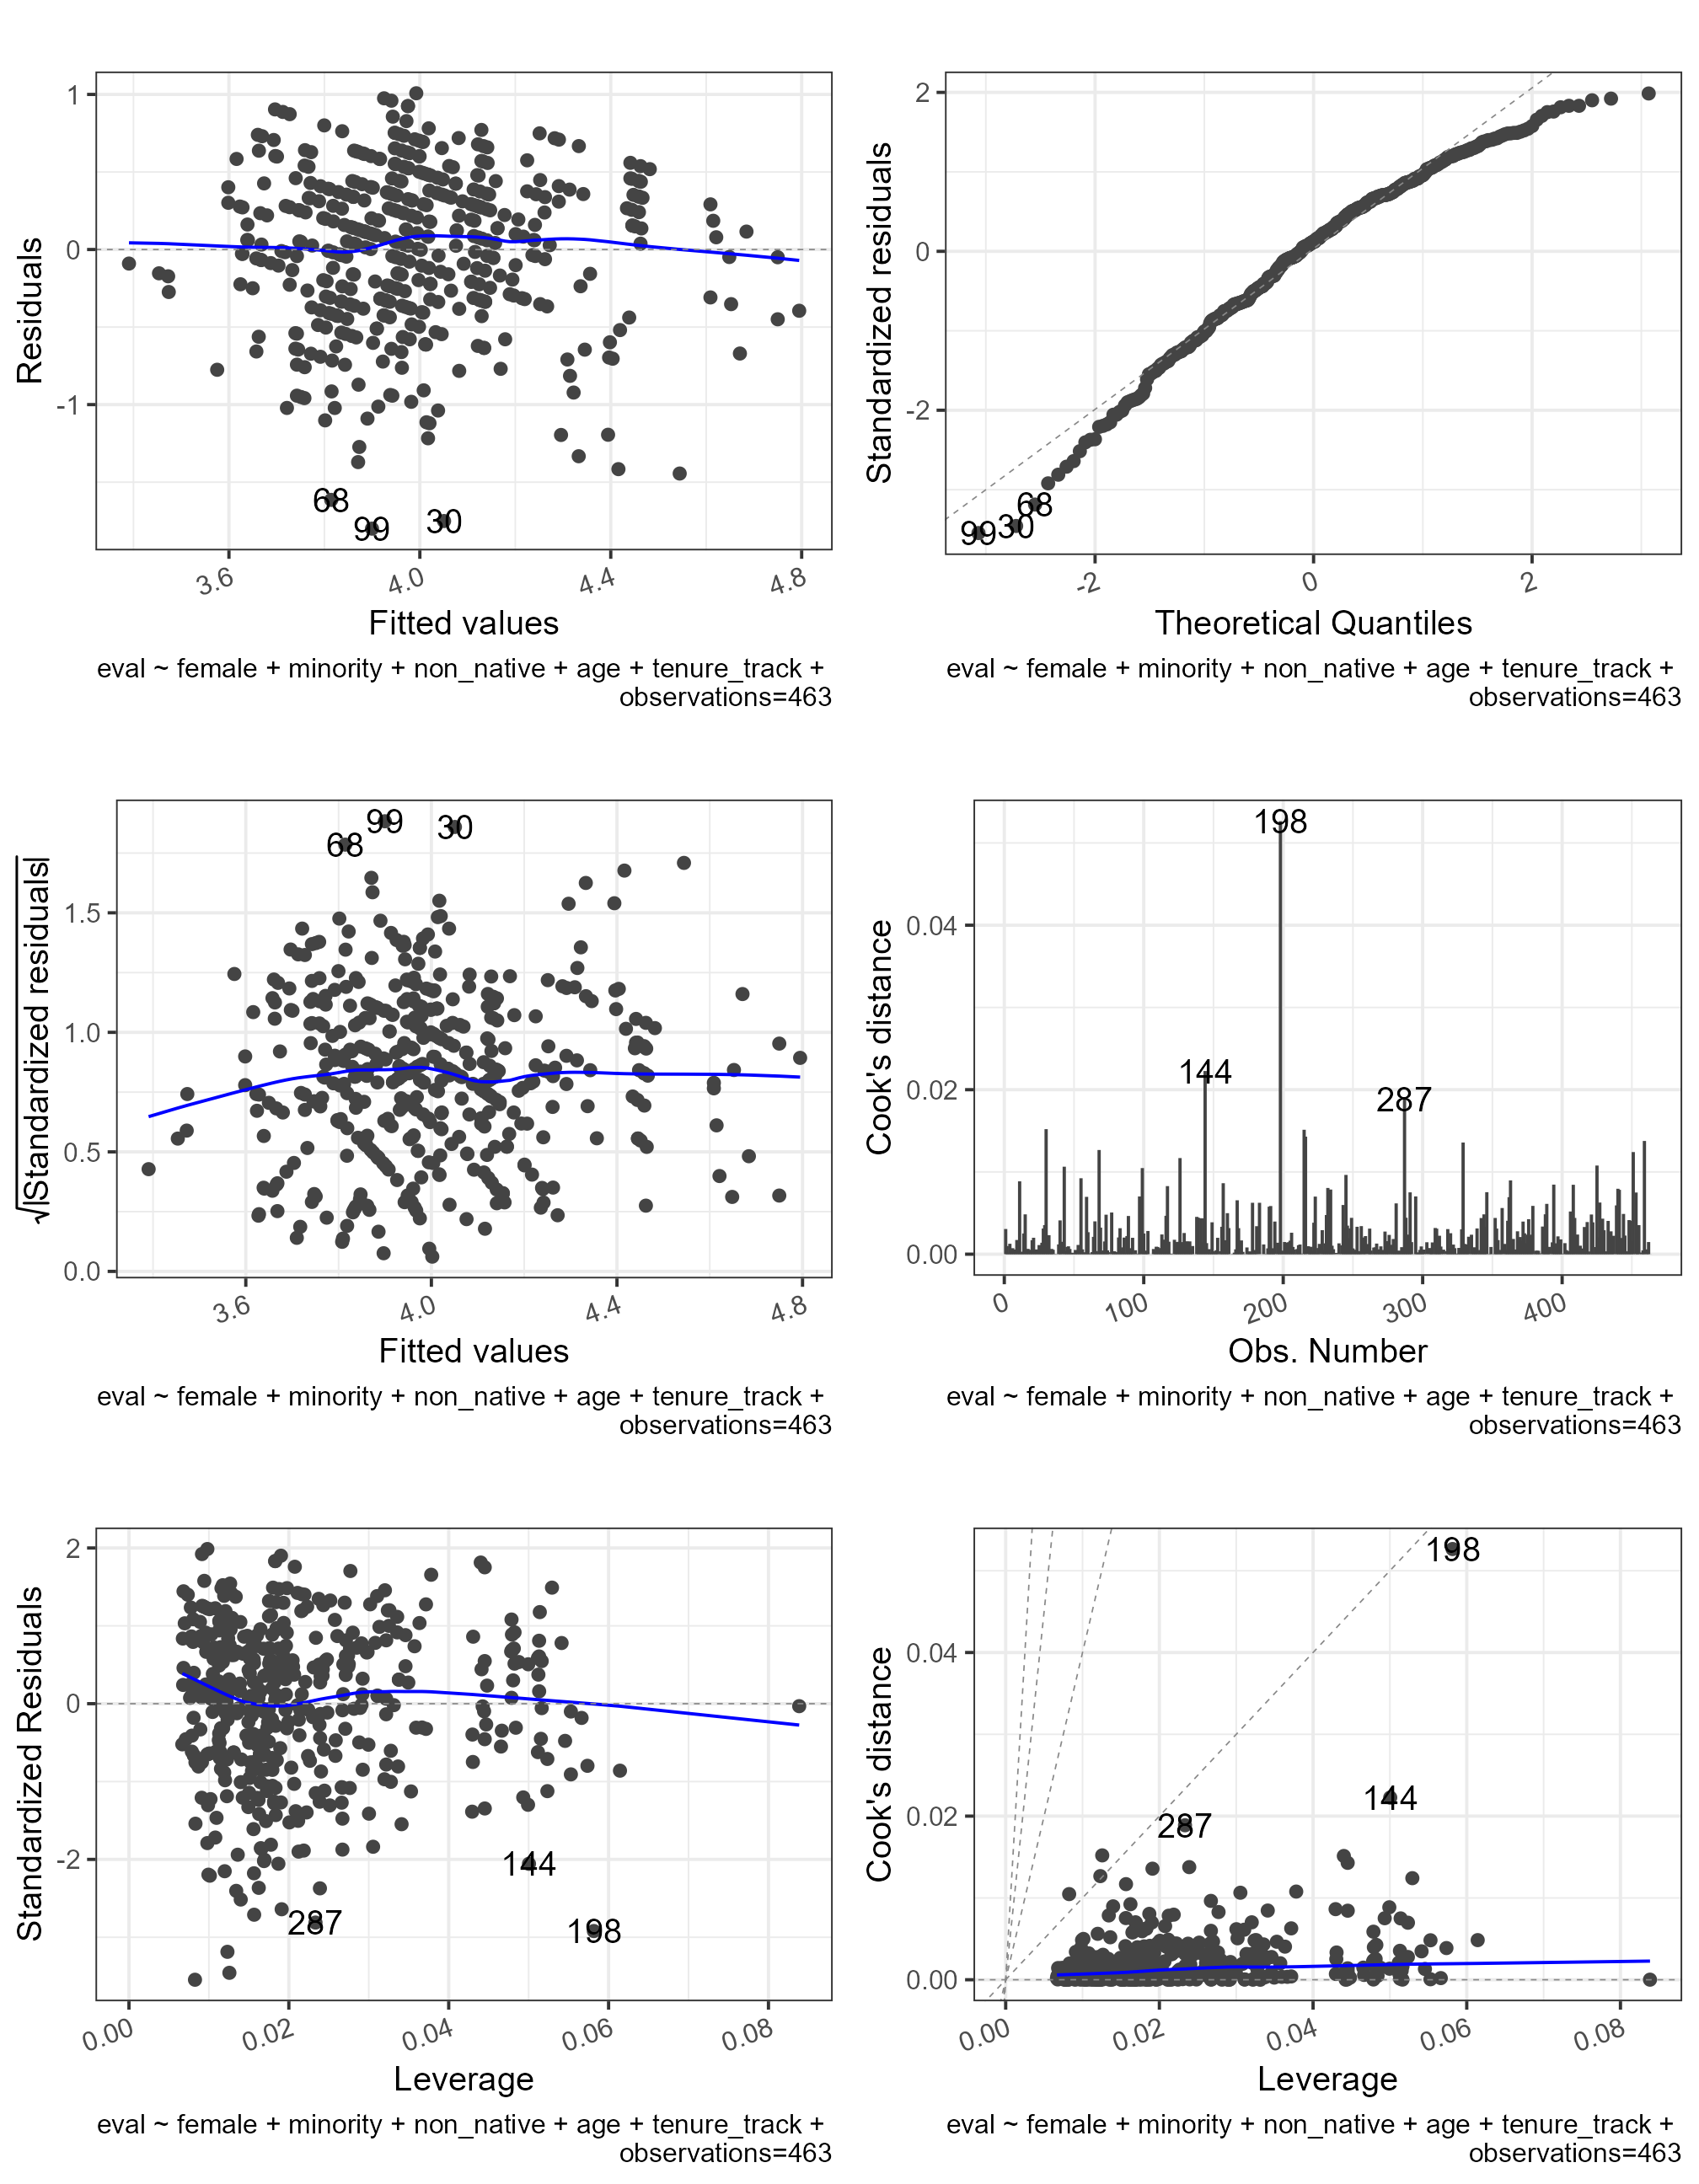 1
0
-1
Residuals
68
99
30
3.6
4.0
4.4
4.8
Fitted values
eval ~ female + minority + non_native + age + tenure_track +
observations=463
2
0
-2
Standardized residuals
68
30
99
-2
0
2
Theoretical Quantiles
eval ~ female + minority + non_native + age + tenure_track +
observations=463
1.5
1.0
0.5
0.0
√|Standardized residuals|
99
30
68
3.6
4.0
4.4
4.8
Fitted values
eval ~ female + minority + non_native + age + tenure_track +
observations=463
0.04
0.02
0.00
Cook's distance
198
144
287
0
100
200
300
400
Obs. Number
eval ~ female + minority + non_native + age + tenure_track +
observations=463
2
0
-2
Standardized Residuals
144
287
198
0.00
0.02
0.04
0.06
0.08
Leverage
eval ~ female + minority + non_native + age + tenure_track +
observations=463
0.04
0.02
0.00
Cook's distance
198
144
287
0.00
0.02
0.04
0.06
0.08
Leverage
eval ~ female + minority + non_native + age + tenure_track +
observations=463